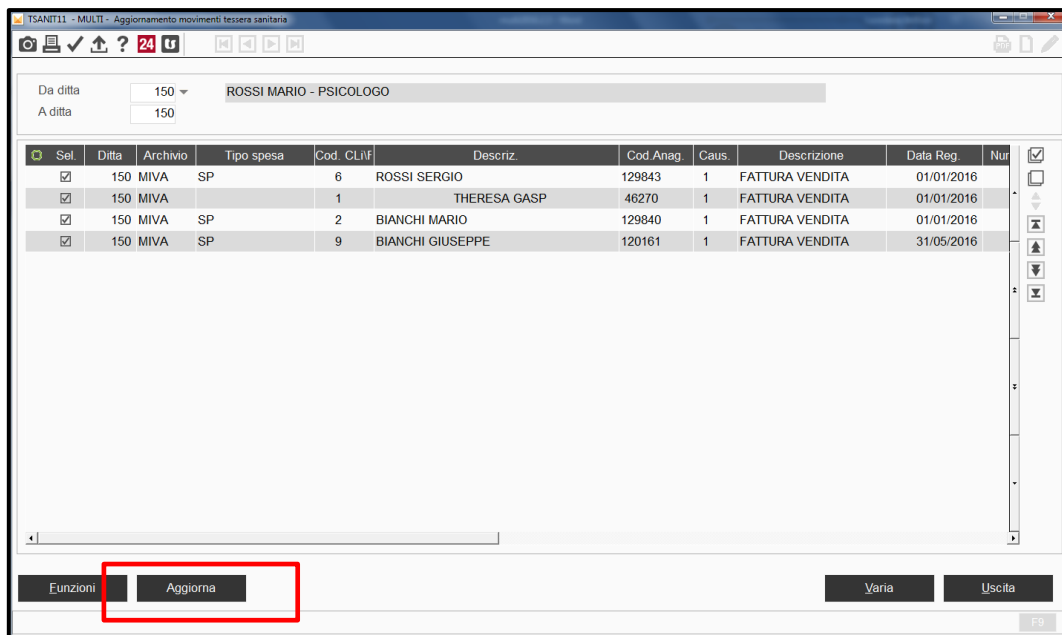 TSANIT11 - MULTI - Aggiornamento movimenti tessera sanitaria
? 24
PDF
Da ditta 150 ROSSI MARIO - PSICOLOGO
A ditta 150
Sel. Ditta Archivio Tipo spesa Cod. CLi\F Descriz. Cod.Anag. Caus. Descrizione Data Reg. Nur
150 MIVA SP 6 ROSSI SERGIO 129843 1 FATTURA VENDITA 01/01/2016
150 MIVA 1 THERESA GASP 46270 1 FATTURA VENDITA 01/01/2016
150 MIVA SP 2 BIANCHI MARIO 129840 1 FATTURA VENDITA 01/01/2016
150 MIVA SP 9 BIANCHI GIUSEPPE 120161 1 FATTURA VENDITA 31/05/2016
Funzioni Aggiorna Varia Uscita
F9